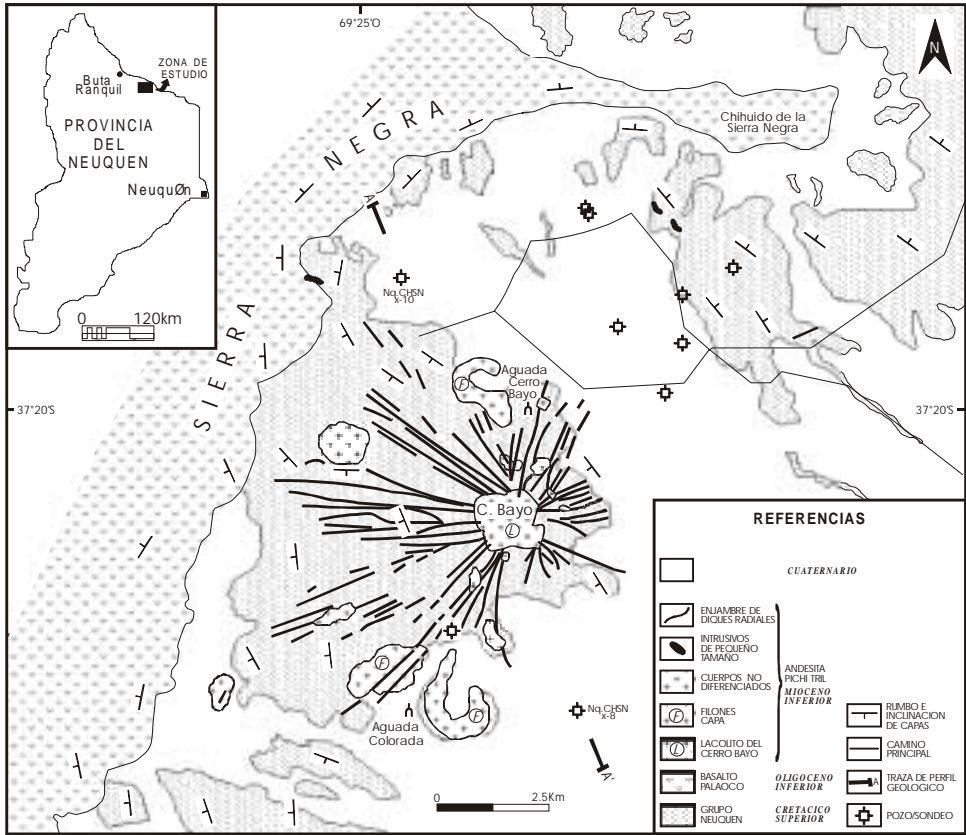 69°25'O
ZONA DE
ESTUDIO
Buta
Ranquil
PROVINCIA
DEL
NEUQUEN
NeuquØn
0 120km
N
SIERRA NEGRA
Chihuido de la
Sierra Negra
A
Nq.CHSN
x-10
37°20'S
37°20'S
Aguada
Cerro
Bayo
F
C. Bayo
L
F
F
Aguada
Colorada
Nq.CHSN
x-8
A'
0 2.5Km
REFERENCIAS
CUATERNARIO
ENJAMBRE DE
DIQUES RADIALES
INTRUSIVOS
DE PEQUEÑO
TAMAÑO
CUERPOS NO
DIFERENCIADOS
F
FILONES
CAPA
L
LACOLITO DEL
CERRO BAYO
ANDESITA
PICHI TRIL
MIOCENO
INFERIOR
BASALTO
PALAOCO
OLIGOCENO
INFERIOR
GRUPO
NEUQUEN
CRETACICO
SUPERIOR
RUMBO E
INCLINACION
DE CAPAS
CAMINO
PRINCIPAL
A
TRAZA DE PERFIL
GEOLOGICO
POZO/SONDEO